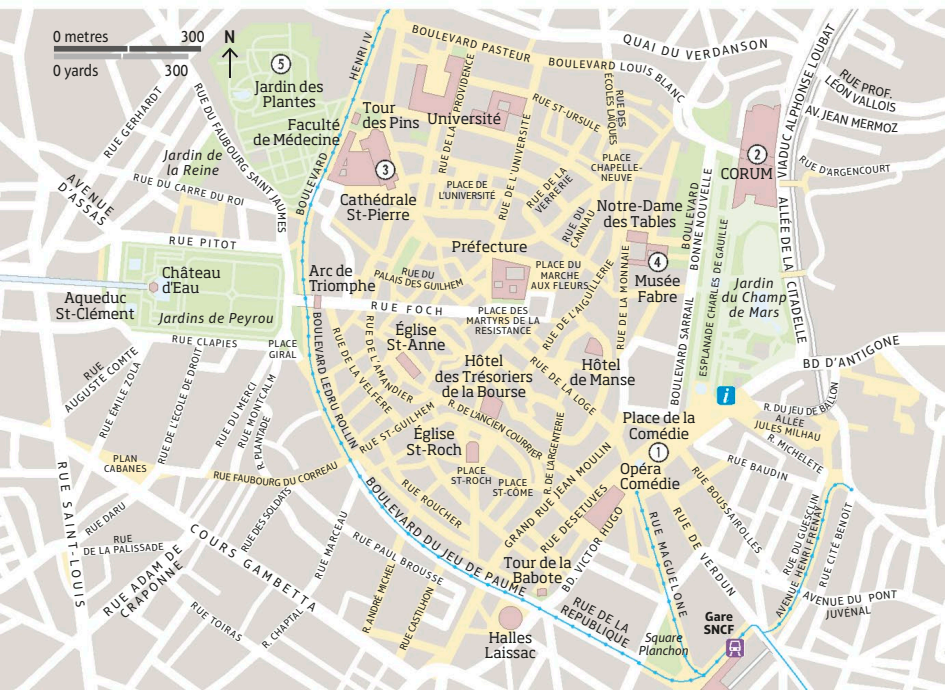 0 metres 300
0 yards 300
N
HENRI IV
BOULEVARD PASTEUR
BOULEVARD LOUIS BLANC
QUAI DU VERDANSON
5
Jardin des
Plantes
Faculté
de Médecine
Tour
des Pins
Université
RUE DE LA PROVIDENCE
RUE ST-URSULE
RUE DES
ÉCOLES LAÏQUES
2
CORUM
VIADUC ALPHONSE LOUBAT
RUE PROF.
LEON VALLOIS
AV JEAN MERMOZ
RUE D'ARGENCOURT
RUE GERHARDT
RUE DU FAUBOURG SAINT JAUMES
Jardin de
la Reine
RUE DU CARRE DU ROI
AVENUE
D'ASSAS
BOULEVARD
3
Cathédrale
St-Pierre
PLACE DE
L'UNIVERSITÉ
RUE DE L'UNIVERSITÉ
RUE DE LA
VERRERIE
PLACE
CHAPELLE-
NEUVE
Notre-Dame
des Tables
RUE DU
CANNAU
BOULEVARD
BONNE NOUVELLE
ALLÉE DE LA CITADELLE
RUE PITOT
Préfecture
4
Musée
Fabre
Château
d'Eau
Aqueduc
St-Clément
Jardins de Peyrou
Arc de
Triomphe
RUE DU
PALAIS DES GUILHEM
PLACE DU
MARCHE
AUX FLEURS
RUE DE L'AIGUILLERIE
RUE DE LA MONNAIE
ESPLANADE CHARLES DE GAULLE
Jardin
du Champ
de Mars
RUE FOCH
PLACE DES
MARTYRS DE LA
RESISTANCE
BOULEVARD SARRAIL
RUE CLAPIES
PLACE
GIRAL
Église
St-Anne
Hôtel
des Trésoriers
de la Bourse
Hôtel
de Manse
BD D'ANTIGONE
RUE
AUGUSTE COMTE
RUE ÉMILE ZOLA
RUE DE L'ECOLE DE DROIT
RUE DU MERCI
RUE MONTCALM
R. PLANTADE
BOULEVARD LEDRU ROLLIN
RUE DE LA VELFERE
RUE DE L'AMANDIER
RUE ST-GUILHEM
R. DE L'ANCIEN COURRIER
RUE DE LA LOGE
R. DE L'ARGENTERIE
i
R. DU JEU DE BALLON
ALLÉE
JULES MILHAU
R. MICHELETE
RUE BAUDIN
Place de la
Comédie
1
Opéra
Comédie
Église
St-Roch
PLACE
ST-ROCH
PLACE
ST-CÔME
PLAN
CABANES
RUE FAUBOURG DU CORREAU
RUE SAINT-LOUIS
RUE DARU
RUE
DE LA PALISSADE
COURS GAMBETTA
RUE DES SOLDATS
RUE MARCEAU
BOULEVARD DU JEU DE PAUME
RUE ROUCHER
GRAND RUE JEAN MOULIN
RUE DESETUVES
BD. VICTOR HUGO
RUE BOUSSAIROLLES
RUE DE VERDUN
RUE MAGUELONE
RUE DUGUESCLIN
AVENUE HENRI FRENAY
RUE CITE BENOÎT
AVENUE DU PONT
JUVÉNAL
RUE ADAM DE
CRAPONNE
RUE TOIRAS
R. CHAPTAL
RUE PAUL BROUSSE
R. ANDRÉ MICHEL
RUE CASTILHON
Tour de la
Babote
Halles
Laissac
RUE DE LA
RÉPUBLIQUE
Square
Planchon
Gare
SNCF